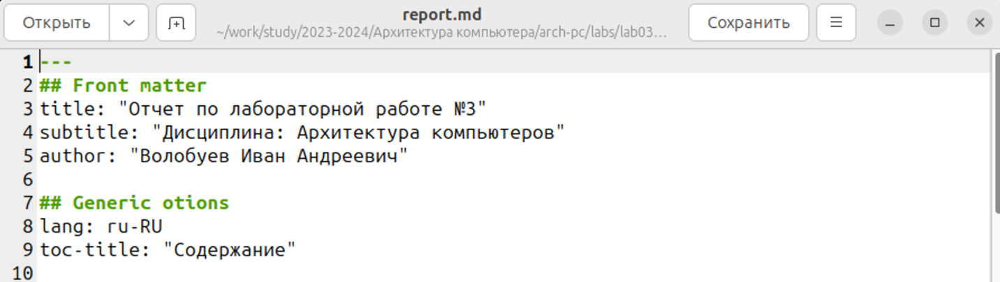 Открыть
report.md
~/work/study/2023-2024/Архитектура компьютера/arch-pc/labs/lab03…
Сохранить
1 ---
2 ## Front matter
3 title: "Отчет по лабораторной работе №3"
4 subtitle: "Дисциплина: Архитектура компьютеров"
5 author: "Волобуев Иван Андреевич"
6
7 ## Generic otions
8 lang: ru-RU
9 toc-title: "Содержание"
10